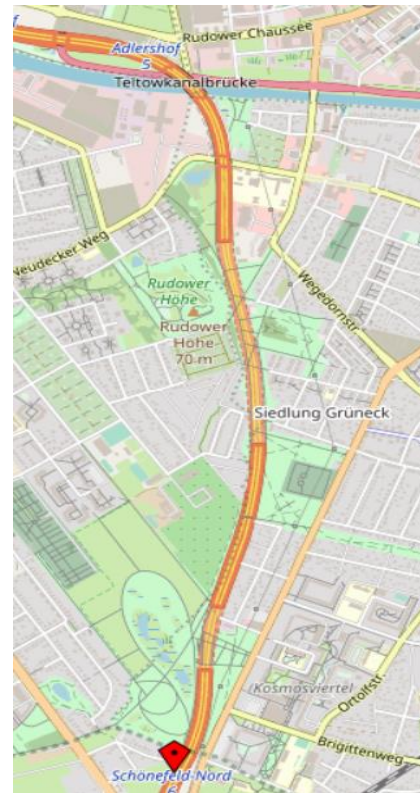 Rudower Chaussee
Adlershof
5
Teltowkanalbrücke
Neudecker Weg
Rudower
Höhe
Rudower
Höhe
70 m
Wegedornstr.
Siedlung Grüneck
Kosmosviertel
Ortolfstr.
Brigittenweg
Schönefeld-Nord
6